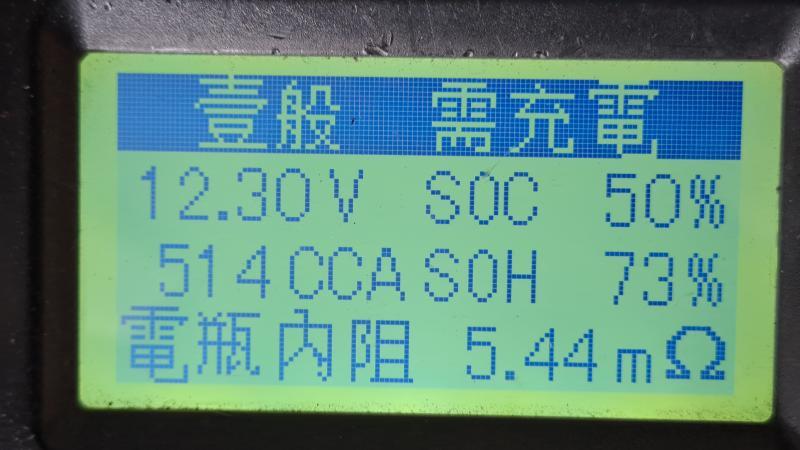 壹般 需充電
12.30V SOC 50%
514CCA SOH 73%
電瓶內阻 5.44mΩ